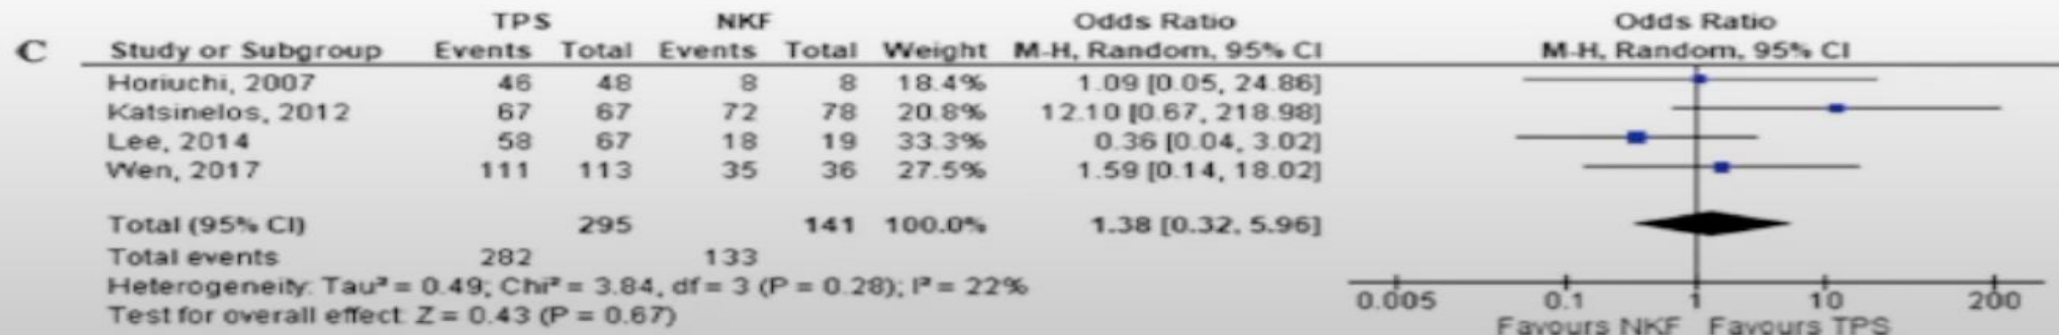 TPS NKF Odds Ratio Odds Ratio
C Study or Subgroup Events Total Events Total Weight M-H, Random, 95% CI M-H, Random, 95% CI
Horiuchi, 2007 46 48 8 8 18.4% 1.09 [0.05, 24.86]
Katsinelos, 2012 67 67 72 78 20.8% 12.10 [0.67, 218.98]
Lee, 2014 58 67 18 19 33.3% 0.36 [0.04, 3.02]
Wen, 2017 111 113 35 36 27.5% 1.59 [0.14, 18.02]
Total (95% CI) 295 141 100.0% 1.38 [0.32, 5.96]
Total events 282 133
Heterogeneity: Tau² = 0.49; Chi² = 3.84, df = 3 (P = 0.28); I² = 22%
Test for overall effect: Z = 0.43 (P = 0.67)
0.005 0.1 1 10 200
Favours NKF Favours TPS